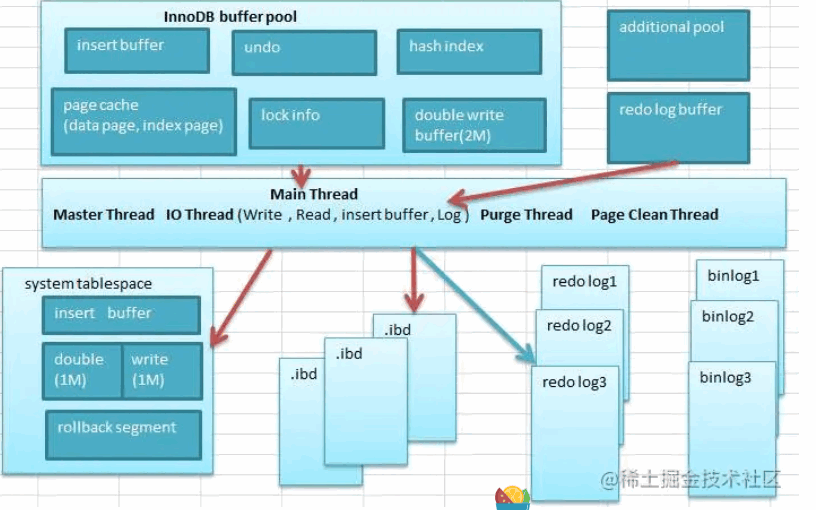 InnoDB buffer pool
insert buffer
undo
hash index
additional pool
page cache
(data page, index page)
lock info
double write
buffer(2M)
redo log buffer
Main Thread
Master Thread IO Thread (Write , Read , insert buffer , Log ) Purge Thread Page Clean Thread
system tablespace
insert buffer
double
(1M)
write
(1M)
rollback segment
.ibd
.ibd
.ibd
redo log1
redo log2
redo log3
binlog1
binlog2
binlog3
@稀土掘金技术社区